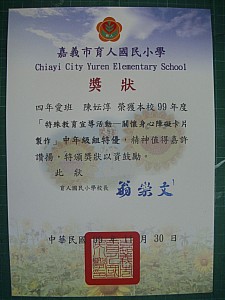 嘉義市育人國民小學
Chiayi City Yuren Elementary School
獎狀
四年愛班 陳妘淳 榮獲本校99年度
「特殊教育宣導活動—關懷身心障礙卡片
製作」中年級組特優，精神值得嘉許
讚揚，特頒獎狀以資鼓勵。
此 狀
育人國民小學校長 翁崇文
中華民國 年 月 30 日